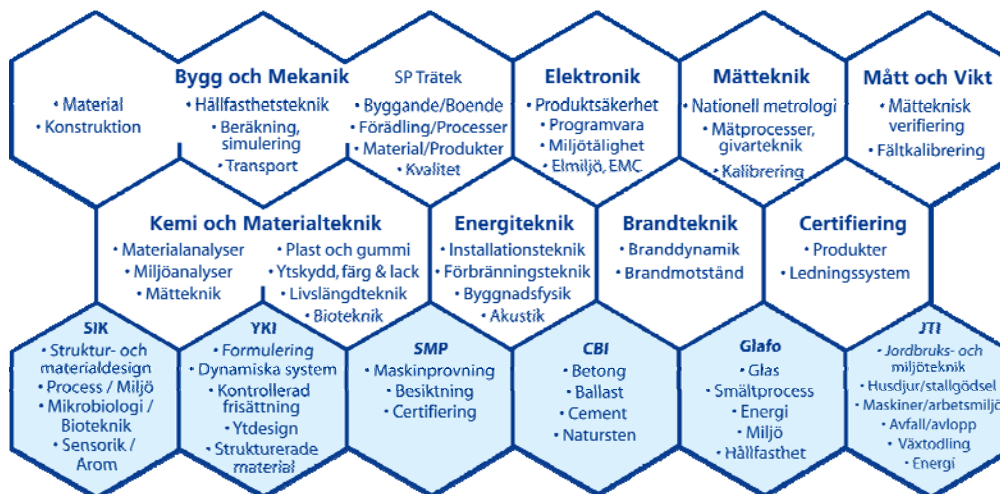 Bygg och Mekanik
• Material
• Konstruktion
• Hållfasthetsteknik
• Beräkning,
simulering
• Transport
SP Trätek
• Byggande/Boende
• Förädling/Processer
• Material/Produkter
• Kvalitet
Elektronik
• Produktsäkerhet
• Programvara
• Miljötålighet
• Elmiljö, EMC
Mätteknik
• Nationell metrologi
• Mätprocesser,
givarteknik
• Kalibrering
Mått och Vikt
• Mätteknisk
verifiering
• Fältkalibrering
Kemi och Materialteknik
• Materialanalyser
• Miljöanalyser
• Mätteknik
• Plast och gummi
• Ytskydd, färg & lack
• Livslängdteknik
• Bioteknik
Energiteknik
• Installationsteknik
• Förbränningsteknik
• Byggnadsfysik
• Akustik
Brandteknik
• Branddynamik
• Brandmotstånd
Certifiering
• Produkter
• Ledningssystem
SIK
• Struktur- och
materialdesign
• Process / Miljö
• Mikrobiologi /
Bioteknik
• Sensorik /
Arom
YKI
• Formulering
• Dynamiska system
• Kontrollerad
frisättning
• Ytdesign
• Strukturerade
material
SMP
• Maskinprovning
• Besiktning
• Certifiering
CBI
• Betong
• Ballast
• Cement
• Natursten
Glafo
• Glas
• Smältprocess
• Energi
• Miljö
• Hållfasthet
JTI
• Jordbruks- och
miljöteknik
• Husdjur/stallgödsel
• Maskiner/arbetsmiljö
• Avfall/avlopp
• Växtodling
• Energi